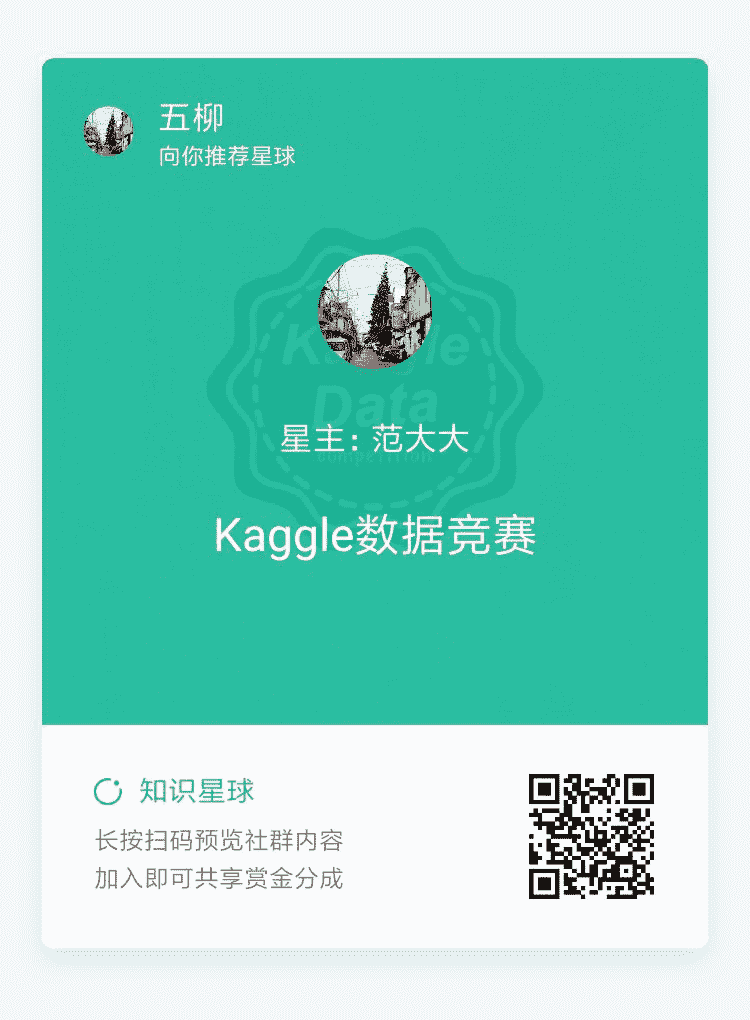 五柳
向你推荐星球
Kaggle
Data
competition
星主：范大大
Kaggle数据竞赛
知识星球
长按扫码预览社群内容
加入即可共享赏金分成